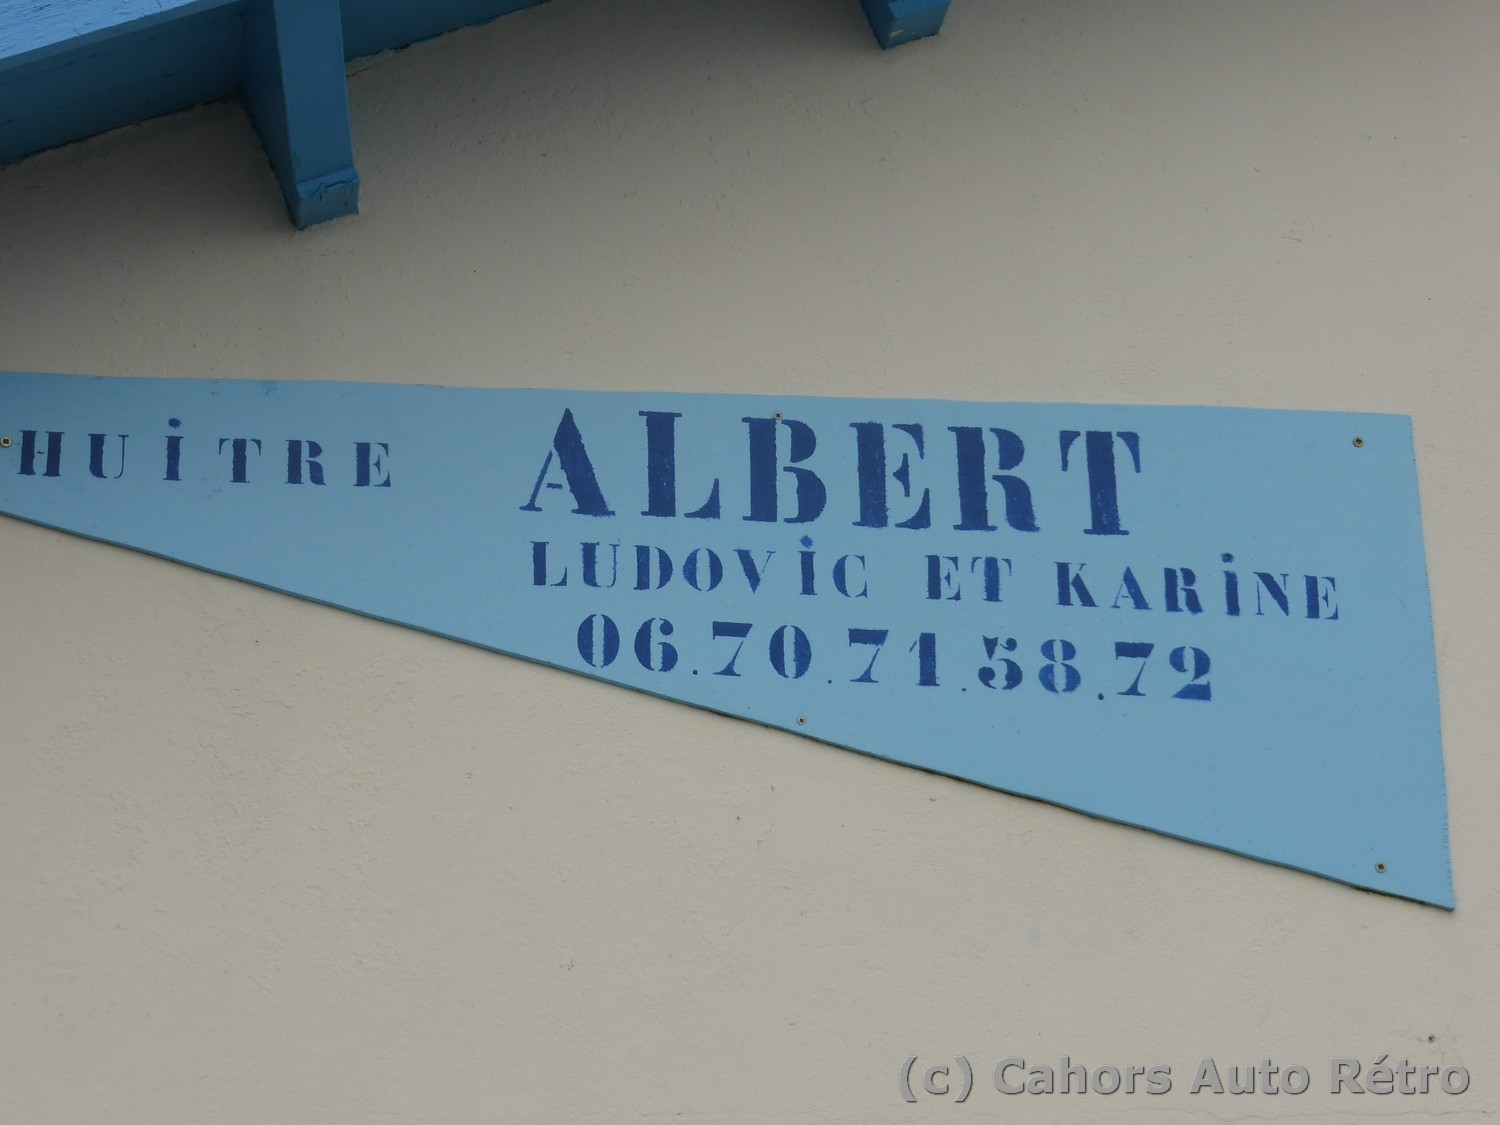 HUiTRE ALBERT
LUDOViC ET KARiNE
06.70.71.58.72
(c) Cahors Auto Rétro